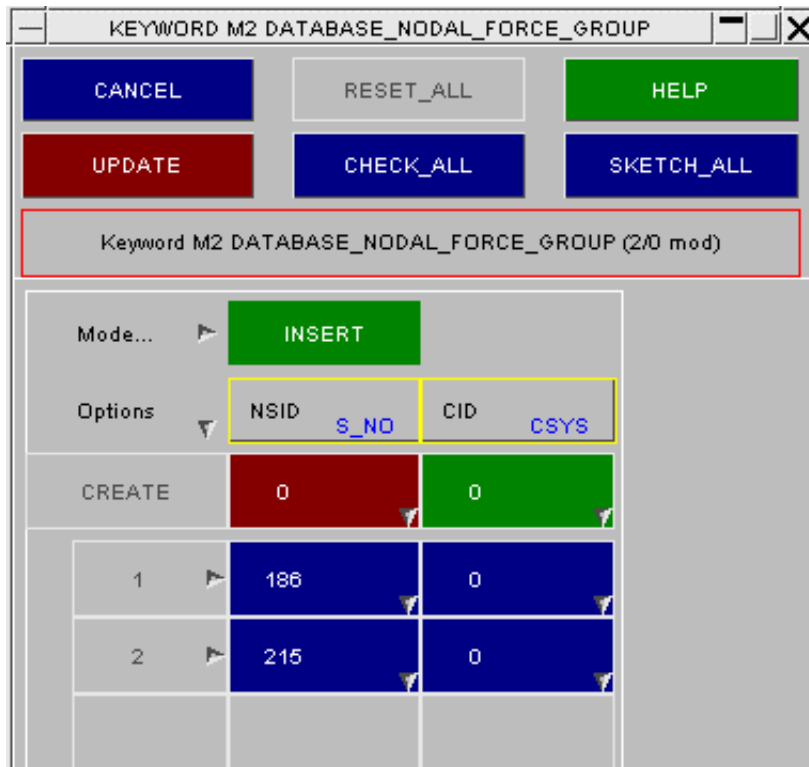 KEYWORD M2 DATABASE_NODAL_FORCE_GROUP
CANCEL RESET_ALL HELP
UPDATE CHECK_ALL SKETCH_ALL
Keyword M2 DATABASE_NODAL_FORCE_GROUP (2/0 mod)
Mode... INSERT
Options NSID S_NO CID CSYS
CREATE 0 0
1 186 0
2 215 0